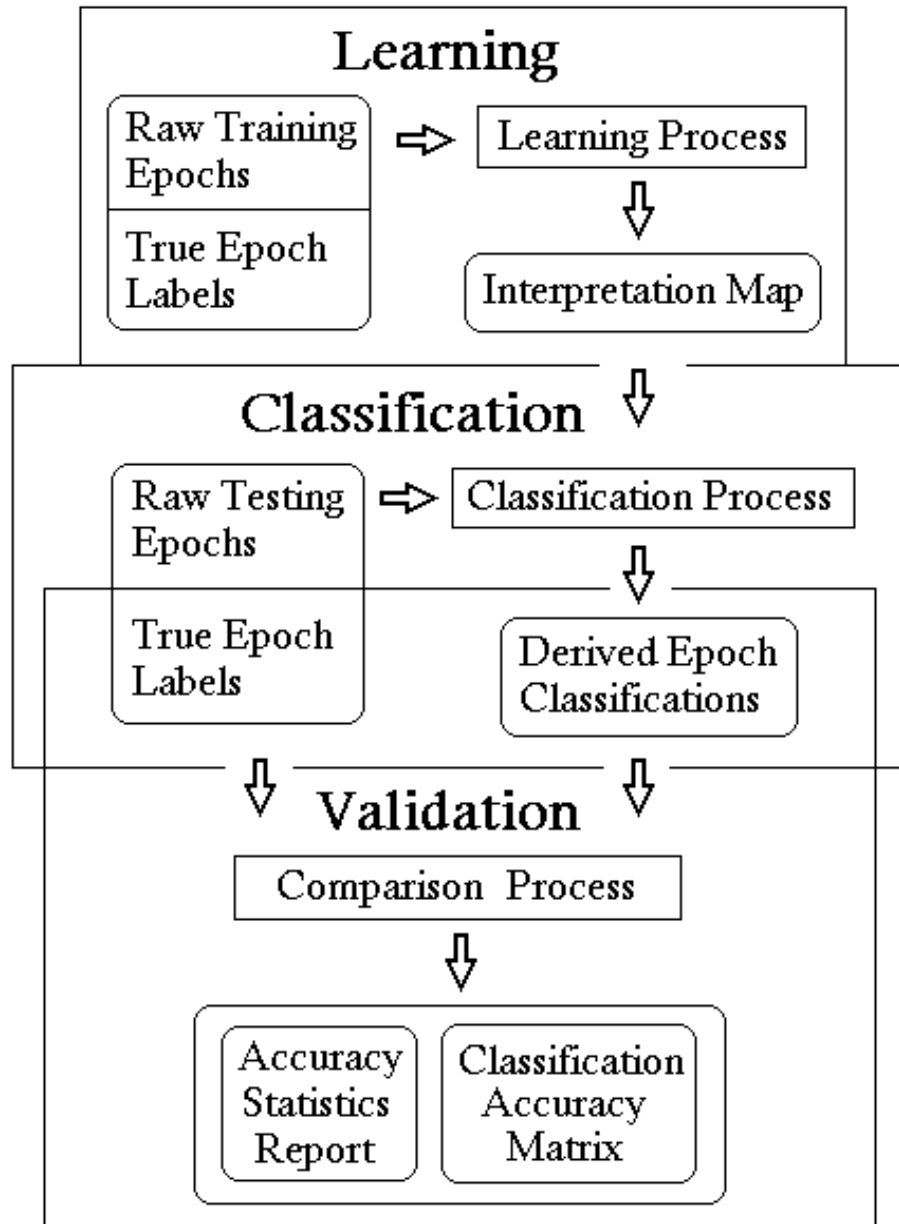 Learning
Raw Training
Epochs
True Epoch
Labels
Learning Process
Interpretation Map
Classification
Raw Testing
Epochs
True Epoch
Labels
Classification Process
Derived Epoch
Classifications
Validation
Comparison Process
Accuracy
Statistics
Report
Classification
Accuracy
Matrix